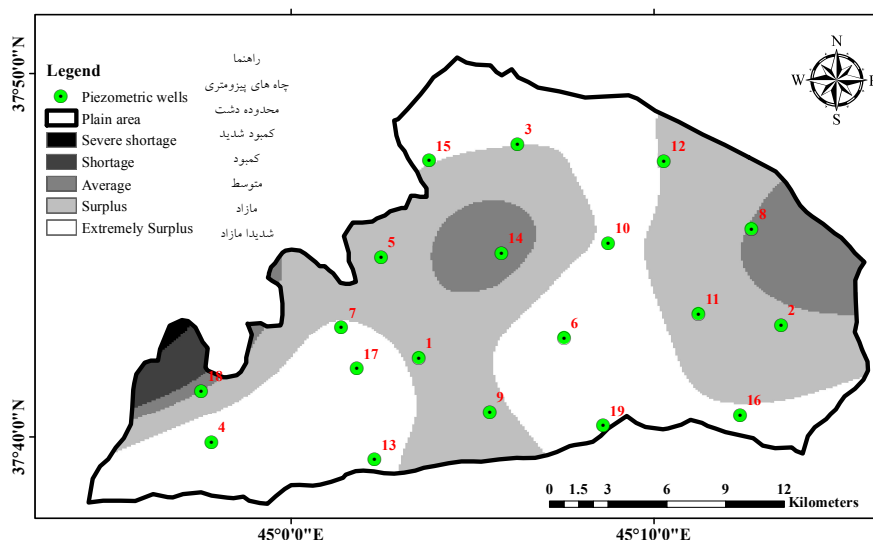 N
W E
S
37°50'0"N
37°40'0"N
Legend
راهنما
Piezometric wells
چاه های پیزومتری
Plain area
محدوده دشت
Severe shortage
کمبود شدید
Shortage
کمبود
Average
متوسط
Surplus
مازاد
Extremely Surplus
شدیدا مازاد
3
15
12
8
10
5
14
11
2
7
6
1
17
18
9
16
19
4
13
0 1.5 3 6 9 12
Kilometers
45°0'0"E
45°10'0"E